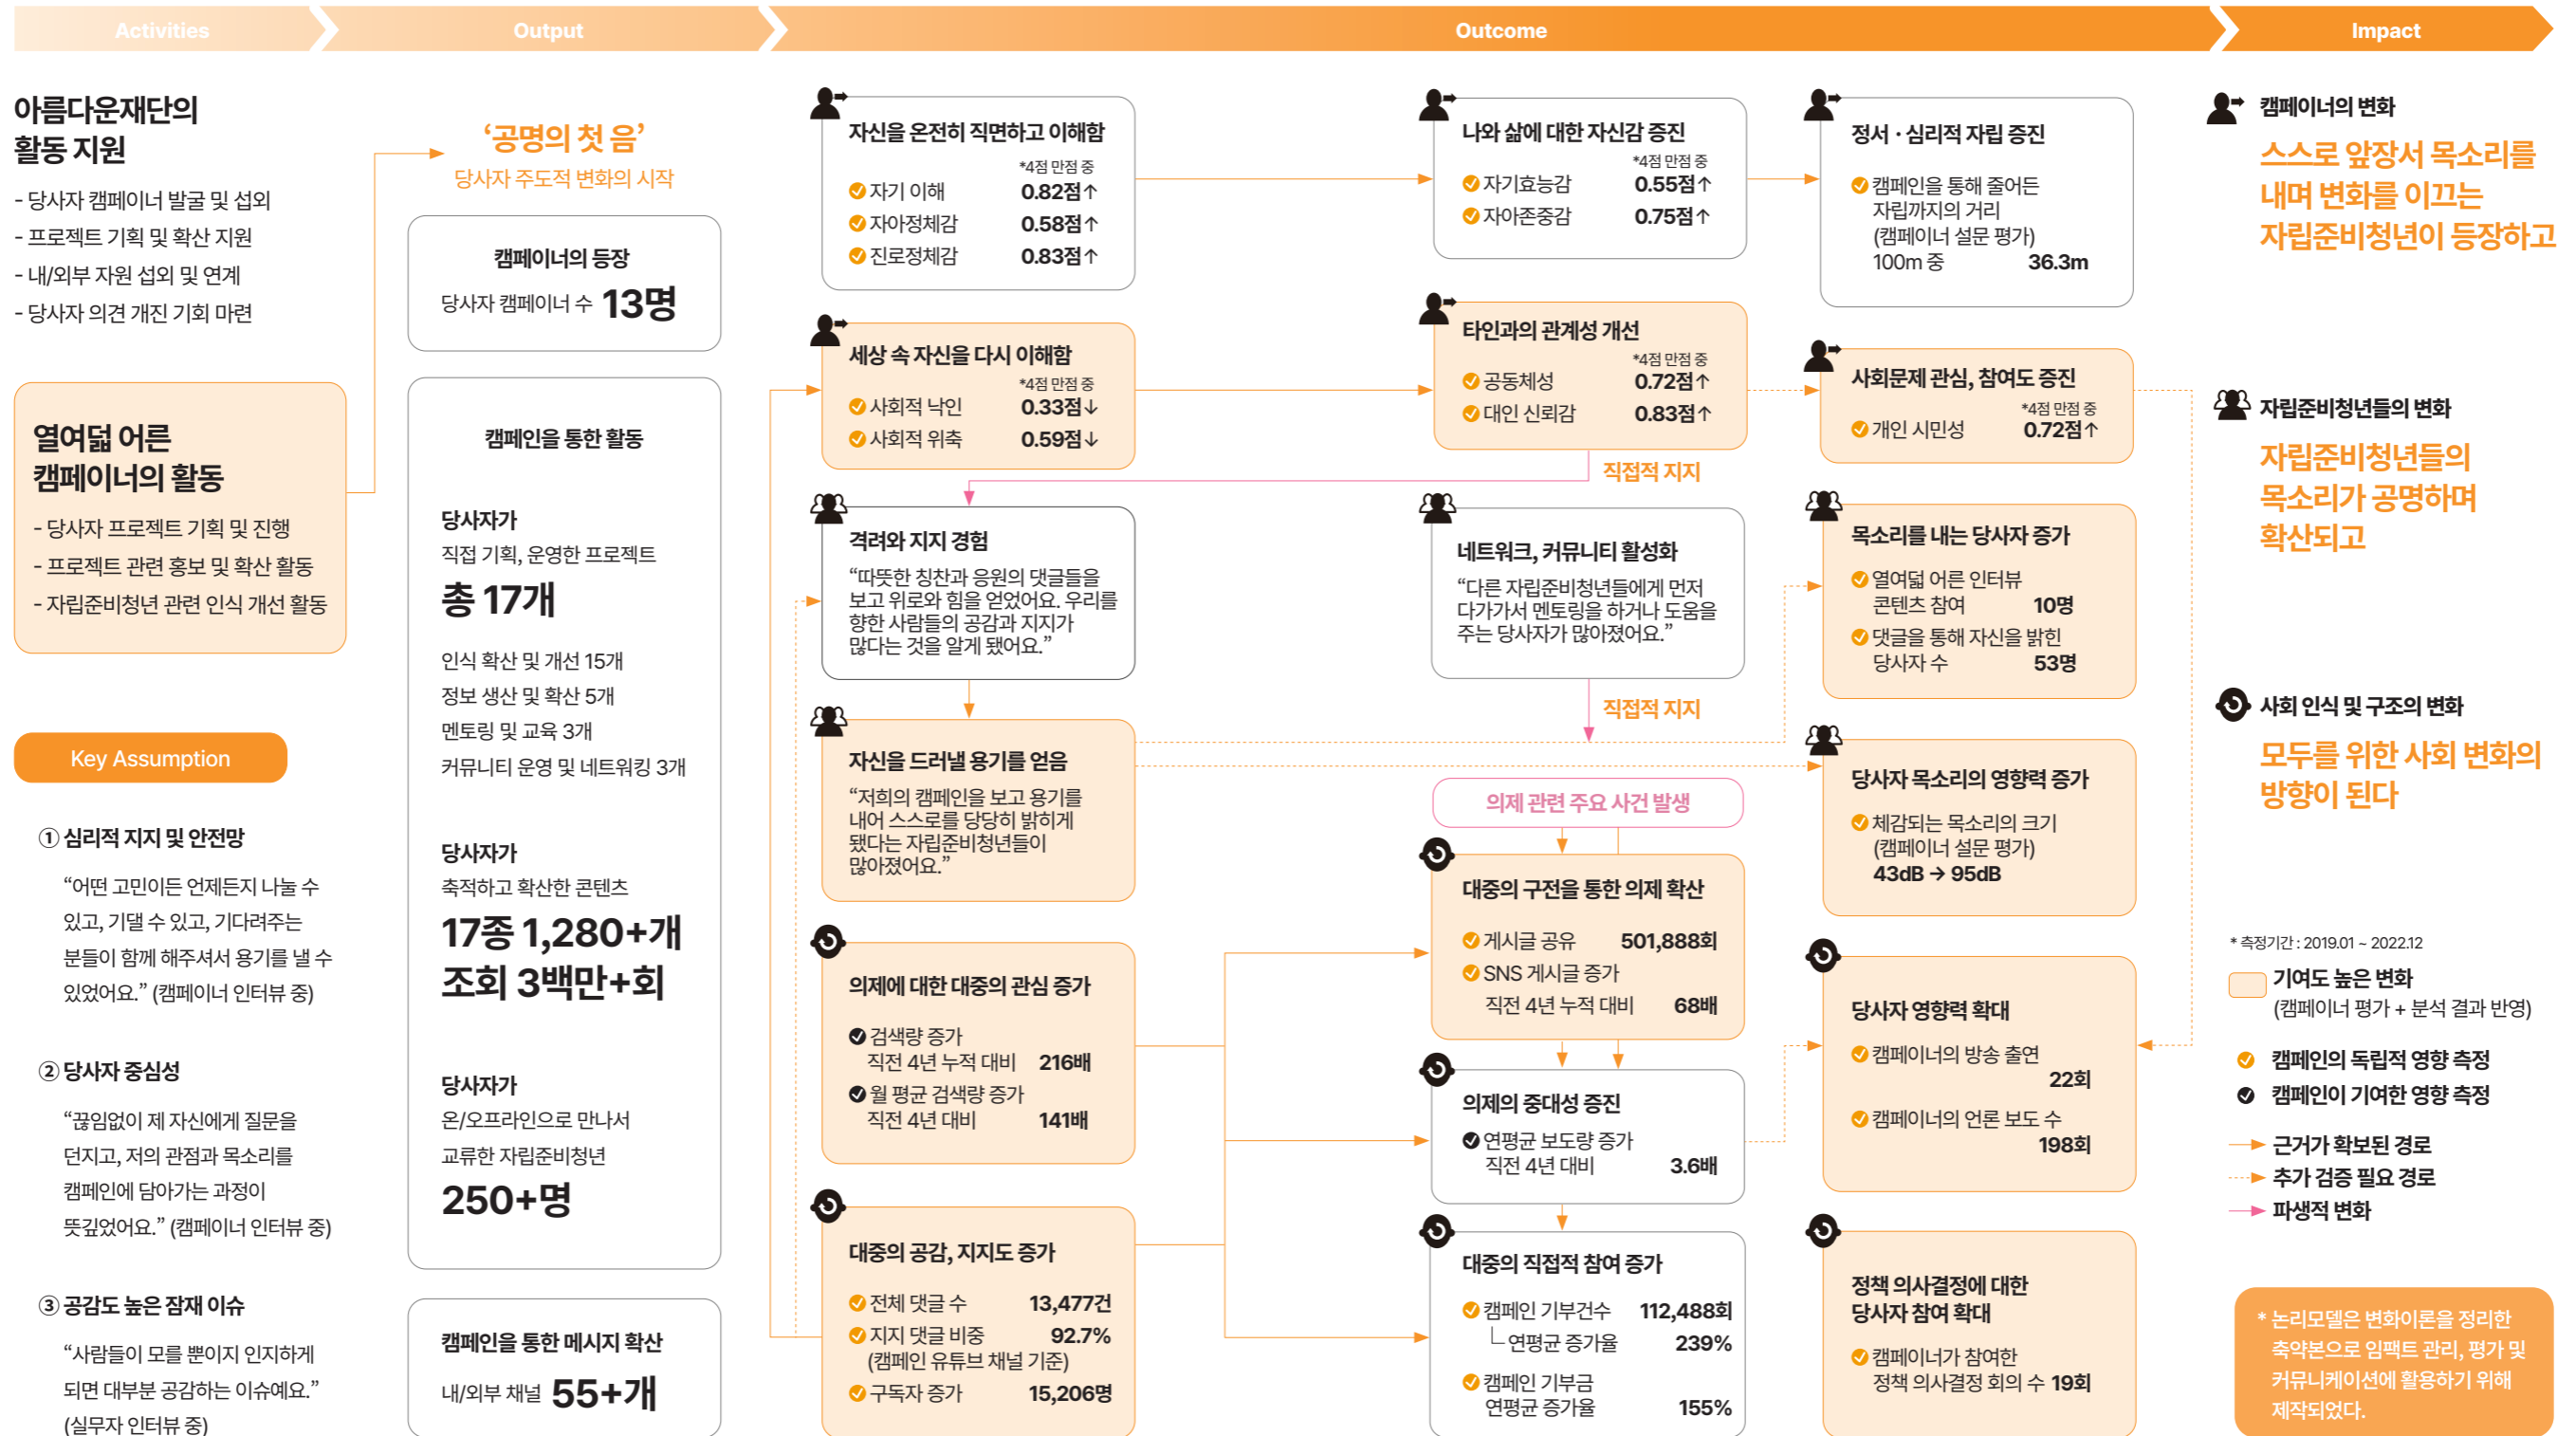 Activities
Output
Outcome
Impact
아름다운재단의
활동 지원
- 당사자 캠페이너 발굴 및 섭외
- 프로젝트 기획 및 확산 지원
- 내/외부 자원 섭외 및 연계
- 당사자 의견 개진 기회 마련
열여덟 어른
캠페이너의 활동
- 당사자 프로젝트 기획 및 진행
- 프로젝트 관련 홍보 및 확산 활동
- 자립준비청년 관련 인식 개선 활동
Key Assumption
① 심리적 지지 및 안전망
“어떤 고민이든 언제든지 나눌 수
있고, 기댈 수 있고, 기다려주는
분들이 함께 해주셔서 용기를 낼 수
있었어요.” (캠페이너 인터뷰 중)
② 당사자 중심성
“끊임없이 제 자신에게 질문을
던지고, 저의 관점과 목소리를
캠페인에 담아가는 과정이
뜻깊었어요.” (캠페이너 인터뷰 중)
③ 공감도 높은 잠재 이슈
“사람들이 모를 뿐이지 인지하게
되면 대부분 공감하는 이슈예요.”
(실무자 인터뷰 중)
‘공명의 첫 음’
당사자 주도적 변화의 시작
캠페이너의 등장
당사자 캠페이너 수 13명
캠페인을 통한 활동
당사자가
직접 기획, 운영한 프로젝트
총 17개
인식 확산 및 개선 15개
정보 생산 및 확산 5개
멘토링 및 교육 3개
커뮤니티 운영 및 네트워킹 3개
당사자가
축적하고 확산한 콘텐츠
17종 1,280+개
조회 3백만+회
당사자가
온/오프라인으로 만나서
교류한 자립준비청년
250+명
캠페인을 통한 메시지 확산
내/외부 채널 55+개
자신을 온전히 직면하고 이해함
*4점 만점 중
자기 이해 0.82점↑
자아정체감 0.58점↑
진로정체감 0.83점↑
세상 속 자신을 다시 이해함
*4점 만점 중
사회적 낙인 0.33점↓
사회적 위축 0.59점↓
격려와 지지 경험
“따뜻한 칭찬과 응원의 댓글들을
보고 위로와 힘을 얻었어요. 우리를
향한 사람들의 공감과 지지가
많다는 것을 알게 됐어요.”
자신을 드러낼 용기를 얻음
“저희의 캠페인을 보고 용기를
내어 스스로를 당당히 밝히게
됐다는 자립준비청년들이
많아졌어요.”
의제에 대한 대중의 관심 증가
검색량 증가
직전 4년 누적 대비 216배
월 평균 검색량 증가
직전 4년 대비 141배
대중의 공감, 지지도 증가
전체 댓글 수 13,477건
지지 댓글 비중 92.7%
(캠페인 유튜브 채널 기준)
구독자 증가 15,206명
나와 삶에 대한 자신감 증진
*4점 만점 중
자기효능감 0.55점↑
자아존중감 0.75점↑
타인과의 관계성 개선
*4점 만점 중
공동체성 0.72점↑
대인 신뢰감 0.83점↑
직접적 지지
네트워크, 커뮤니티 활성화
“다른 자립준비청년들에게 먼저
다가가서 멘토링을 하거나 도움을
주는 당사자가 많아졌어요.”
직접적 지지
의제 관련 주요 사건 발생
대중의 구전을 통한 의제 확산
게시글 공유 501,888회
SNS 게시글 증가
직전 4년 누적 대비 68배
의제의 중대성 증진
연평균 보도량 증가
직전 4년 대비 3.6배
대중의 직접적 참여 증가
캠페인 기부건수 112,488회
연평균 증가율 239%
캠페인 기부금
연평균 증가율 155%
정서・심리적 자립 증진
캠페인을 통해 줄어든
자립까지의 거리
(캠페이너 설문 평가)
100m 중 36.3m
사회문제 관심, 참여도 증진
*4점 만점 중
개인 시민성 0.72점↑
목소리를 내는 당사자 증가
열여덟 어른 인터뷰
콘텐츠 참여 10명
댓글을 통해 자신을 밝힌
당사자 수 53명
당사자 목소리의 영향력 증가
체감되는 목소리의 크기
(캠페이너 설문 평가)
43dB → 95dB
당사자 영향력 확대
캠페이너의 방송 출연
22회
캠페이너의 언론 보도 수
198회
정책 의사결정에 대한
당사자 참여 확대
캠페이너가 참여한
정책 의사결정 회의 수 19회
캠페이너의 변화
스스로 앞장서 목소리를
내며 변화를 이끄는
자립준비청년이 등장하고
자립준비청년들의 변화
자립준비청년들의
목소리가 공명하며
확산되고
사회 인식 및 구조의 변화
모두를 위한 사회 변화의
방향이 된다
* 측정기간 : 2019.01 ~ 2022.12
기여도 높은 변화
(캠페이너 평가 + 분석 결과 반영)
캠페인의 독립적 영향 측정
캠페인이 기여한 영향 측정
근거가 확보된 경로
추가 검증 필요 경로
파생적 변화
* 논리모델은 변화이론을 정리한
축약본으로 임팩트 관리, 평가 및
커뮤니케이션에 활용하기 위해
제작되었다.